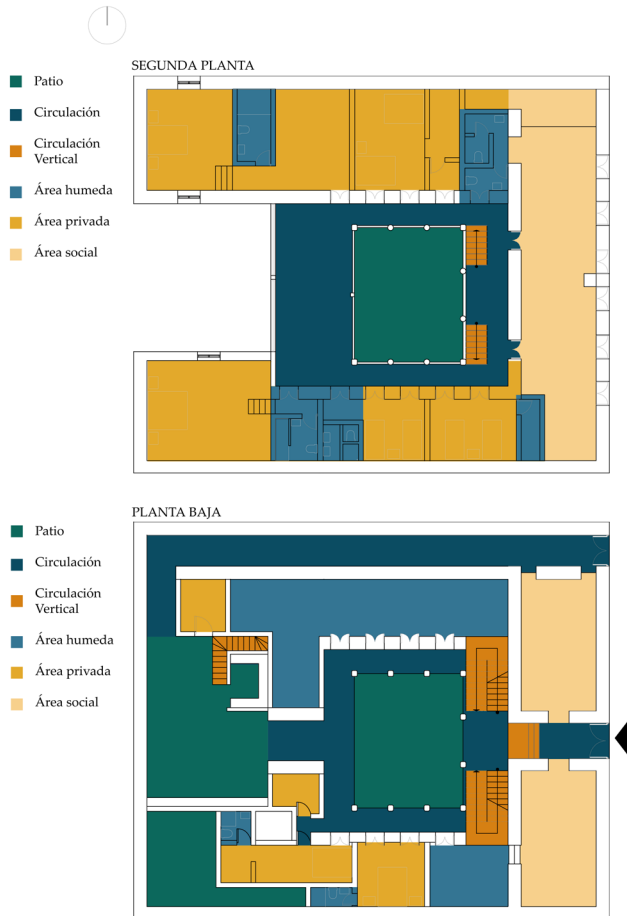 SEGUNDA PLANTA
Patio
Circulación
Circulación
Vertical
Área humeda
Área privada
Área social
PLANTA BAJA
Patio
Circulación
Circulación
Vertical
Área humeda
Área privada
Área social